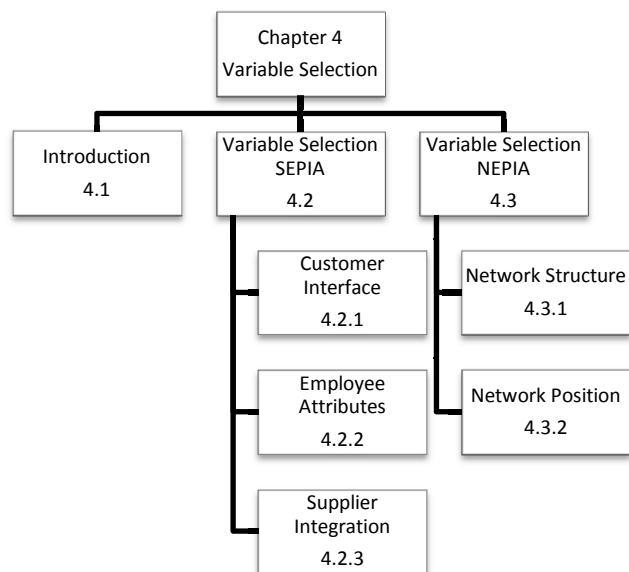 Chapter 4
Variable Selection
Introduction
4.1
Variable Selection
SEPIA
4.2
Variable Selection
NEPIA
4.3
Customer
Interface
4.2.1
Employee
Attributes
4.2.2
Supplier
Integration
4.2.3
Network Structure
4.3.1
Network Position
4.3.2